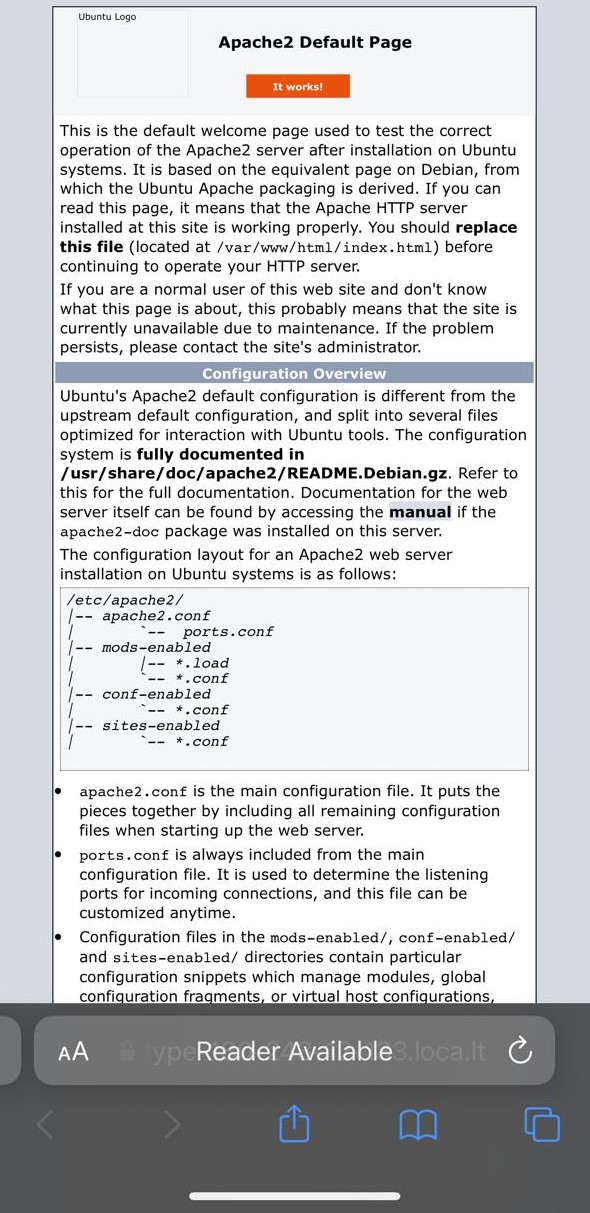 Ubuntu Logo
Apache2 Default Page
It works!
This is the default welcome page used to test the correct
operation of the Apache2 server after installation on Ubuntu
systems. It is based on the equivalent page on Debian, from
which the Ubuntu Apache packaging is derived. If you can
read this page, it means that the Apache HTTP server
installed at this site is working properly. You should replace
this file (located at /var/www/html/index.html) before
continuing to operate your HTTP server.
If you are a normal user of this web site and don't know
what this page is about, this probably means that the site is
currently unavailable due to maintenance. If the problem
persists, please contact the site's administrator.
Configuration Overview
Ubuntu's Apache2 default configuration is different from the
upstream default configuration, and split into several files
optimized for interaction with Ubuntu tools. The configuration
system is fully documented in
/usr/share/doc/apache2/README.Debian.gz. Refer to
this for the full documentation. Documentation for the web
server itself can be found by accessing the manual if the
apache2-doc package was installed on this server.
The configuration layout for an Apache2 web server
installation on Ubuntu systems is as follows:
/etc/apache2/
|-- apache2.conf
|       `--  ports.conf
|-- mods-enabled
|       |-- *.load
|       `-- *.conf
|-- conf-enabled
|       `-- *.conf
|-- sites-enabled
|       `-- *.conf
• apache2.conf is the main configuration file. It puts the
pieces together by including all remaining configuration
files when starting up the web server.
• ports.conf is always included from the main
configuration file. It is used to determine the listening
ports for incoming connections, and this file can be
customized anytime.
• Configuration files in the mods-enabled/, conf-enabled/
and sites-enabled/ directories contain particular
configuration snippets which manage modules, global
configuration fragments, or virtual host configurations,
AA Reader Available .loca.lt